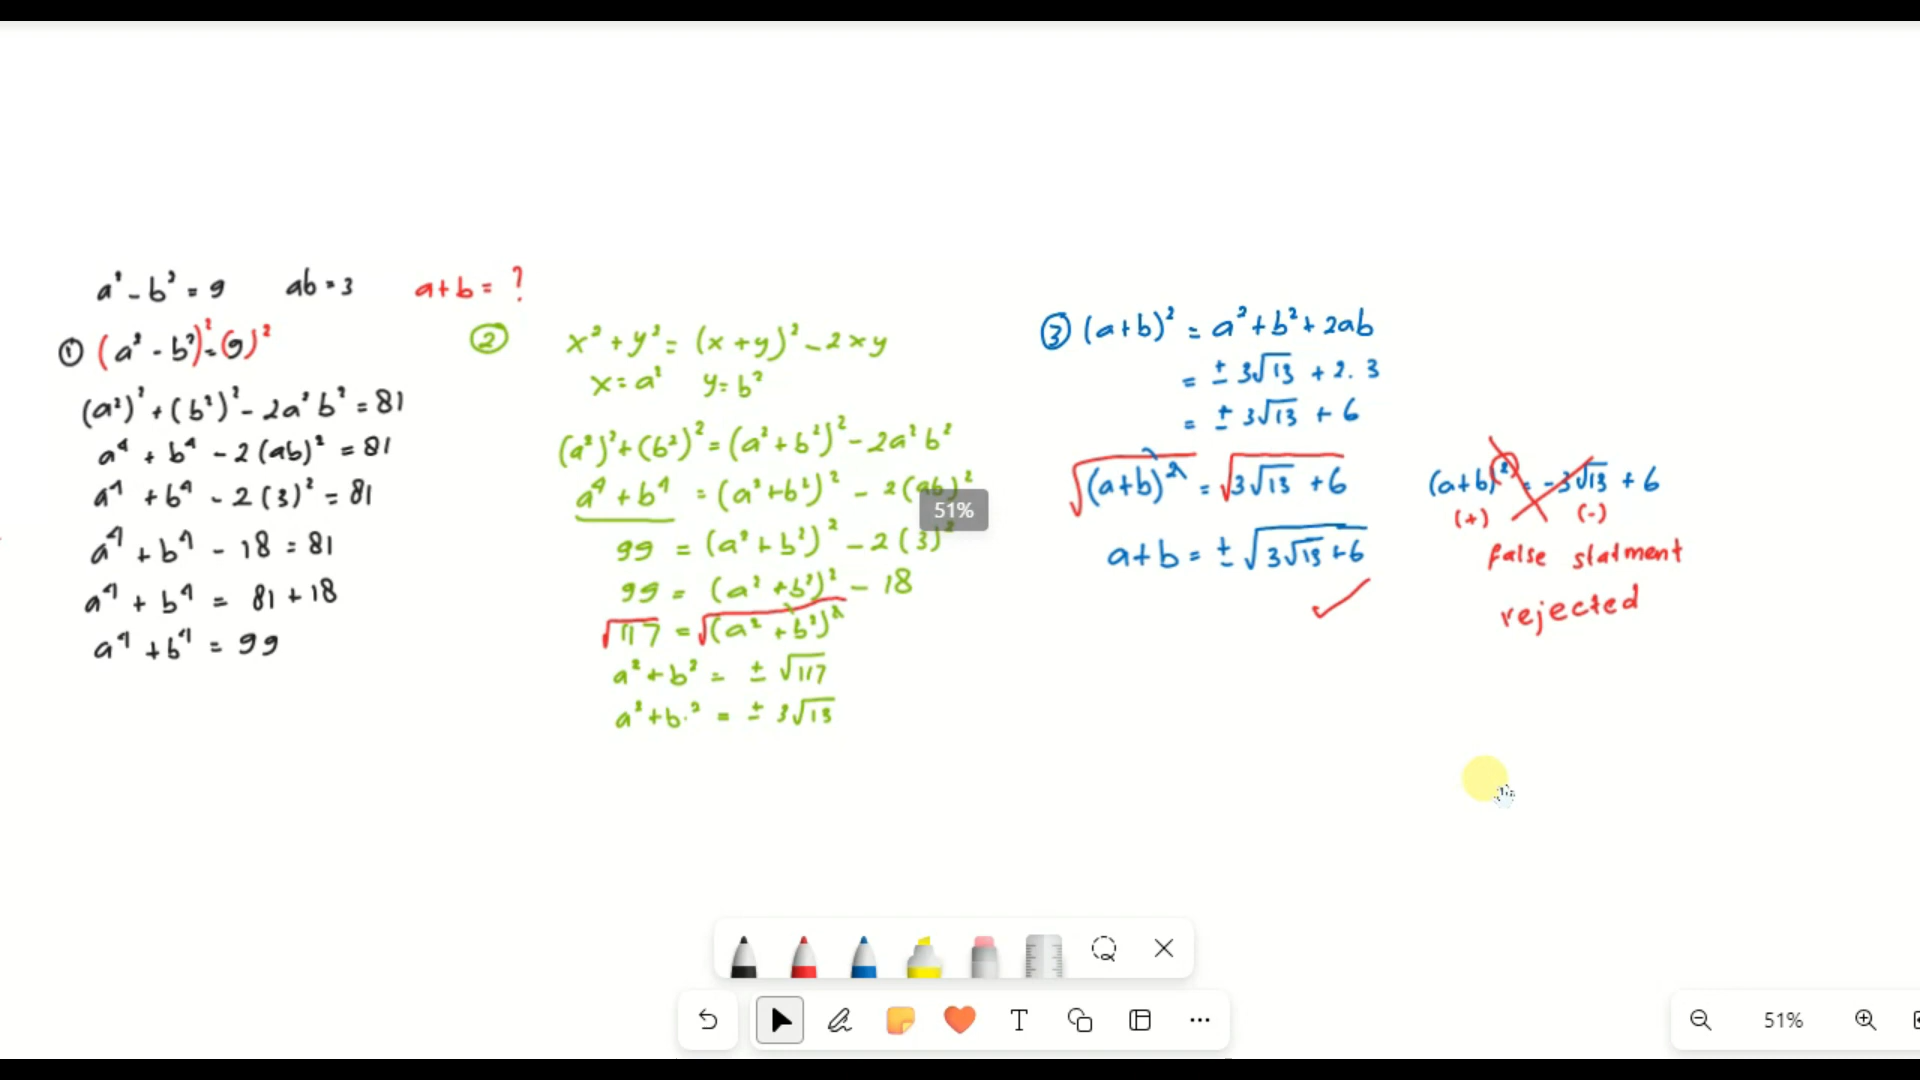 a² - b² = 9 ab = 3 a+b = ?
① (a² - b²)² = (9)²
(a²)² + (b²)² - 2a²b² = 81
a⁴ + b⁴ - 2(ab)² = 81
a⁴ + b⁴ - 2(3)² = 81
a⁴ + b⁴ - 18 = 81
a⁴ + b⁴ = 81 + 18
a⁴ + b⁴ = 99
② x² + y² = (x + y)² - 2xy
x = a² y = b²
(a²)² + (b²)² = (a² + b²)² - 2a²b²
a⁴ + b⁴ = (a² + b²)² - 2(ab)²
99 = (a² + b²)² - 2(3)²
99 = (a² + b²)² - 18
√117 = √(a² + b²)²
a² + b² = ± √117
a² + b² = ± 3√13
③ (a+b)² = a² + b² + 2ab
= ± 3√13 + 2.3
= ± 3√13 + 6
√(a+b)² = √3√13 + 6
a+b = ± √3√13 + 6
(a+b)² = -3√13 + 6
(+) (-)
false statment
rejected
51%
T
51%